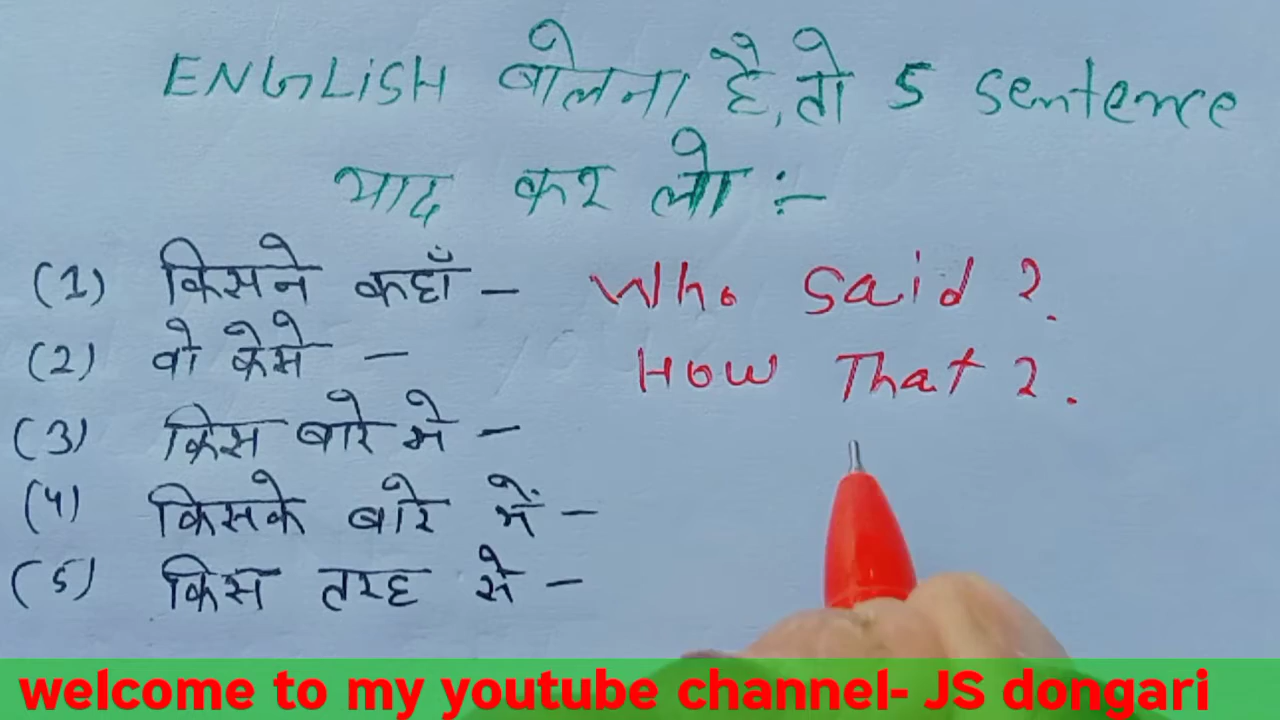 ENGLISH बोलना है, तो 5 sentence
याद कर लो :-
(1) किसने कहाँ - Who said ?
(2) वो केसे - How That ?
(3) किस बारे मे -
(4) किसके बारे में -
(5) किस तरह से -
welcome to my youtube channel- JS dongari